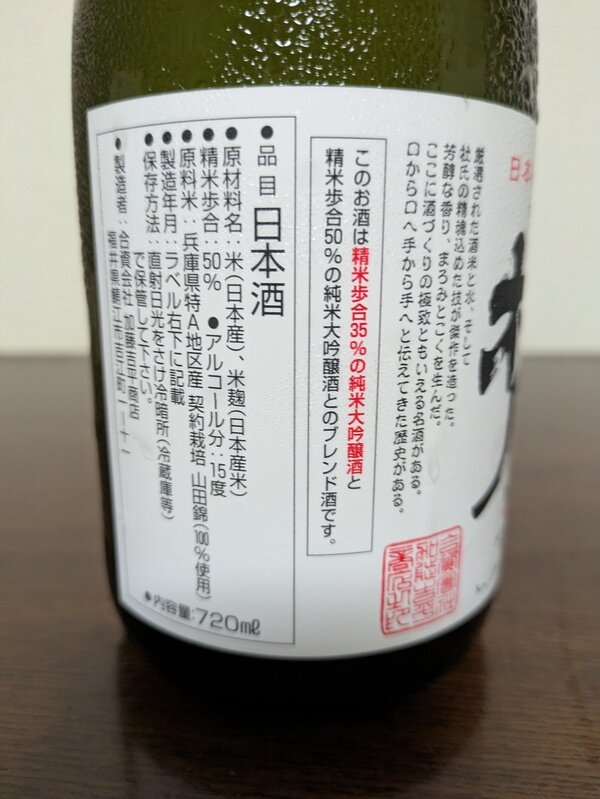 日本
厳選された酒米と水、そして
杜氏の精魂込めた技が傑作を造った。
芳醇な香り、まろみとこくを生んだ。
ここに酒づくりの極致ともいえる名酒がある。
口から口へ手から手へと伝えてきた歴史がある。
このお酒は精米歩合35%の純米大吟醸酒と
精米歩合50%の純米大吟醸酒とのブレンド酒です。
●品目 日本酒
●原材料名：米（日本産）、米麹（日本産米）
●精米歩合：50% ●アルコール分：15度
●原料米：兵庫県特A地区産 契約栽培 山田錦（100%使用）
●製造年月：ラベル右下に記載
●保存方法：直射日光をさけ冷暗所（冷蔵庫等）
で保管して下さい。
●製造者：合資会社 加藤吉平商店
福井県鯖江市吉江町一ー十一
●内容量：720mℓ